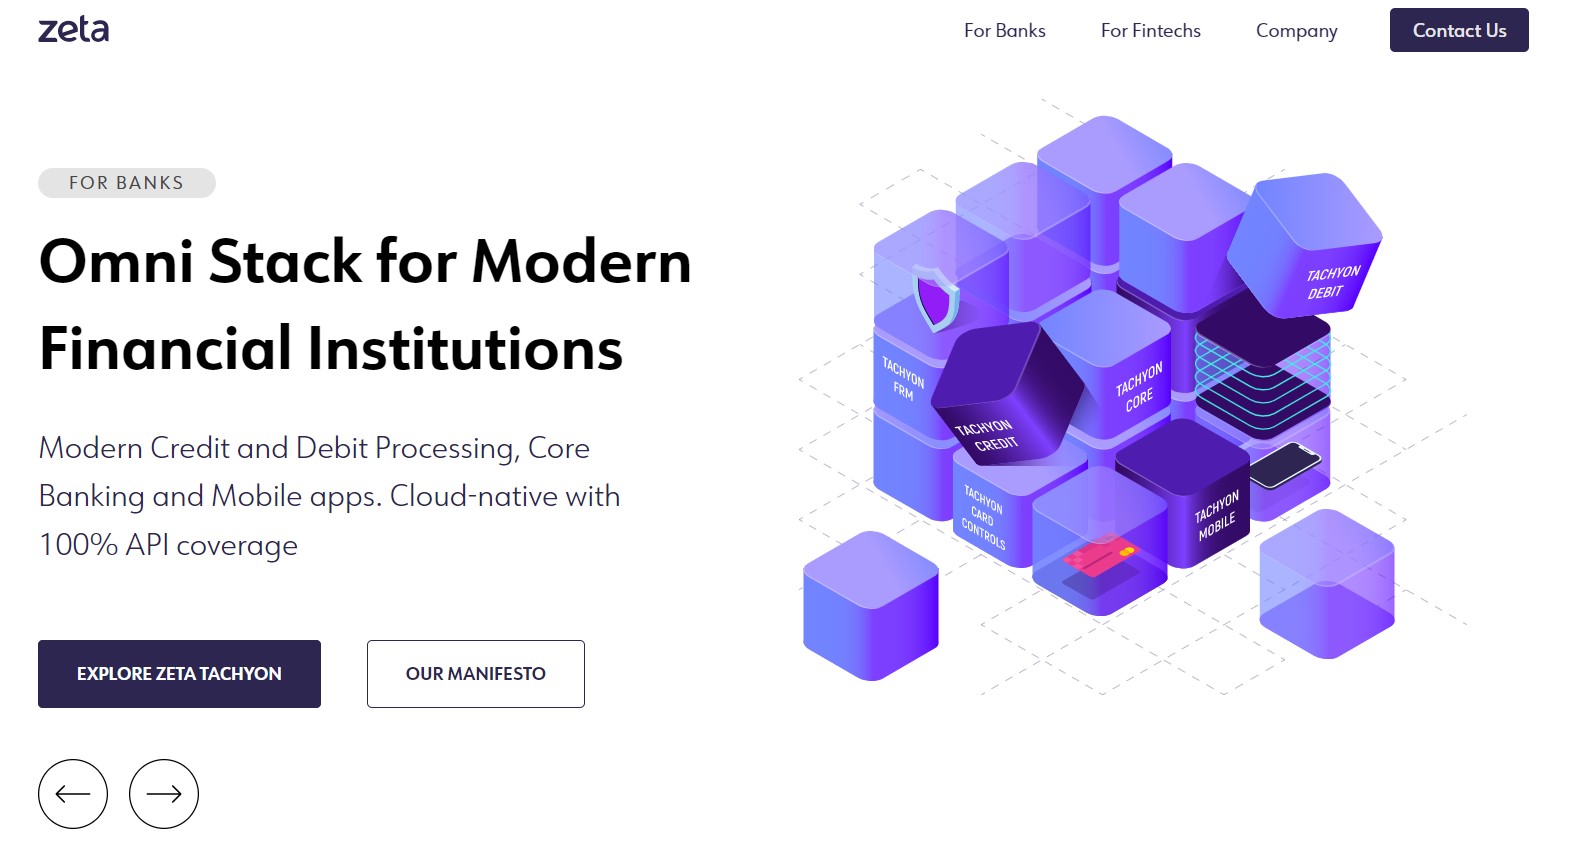 zeta
For Banks
For Fintechs
Company
Contact Us
FOR BANKS
Omni Stack for Modern
Financial Institutions
Modern Credit and Debit Processing, Core
Banking and Mobile apps. Cloud-native with
100% API coverage
EXPLORE ZETA TACHYON
OUR MANIFESTO
TACHYON
DEBIT
TACHYON
FRM
TACHYON
CORE
TACHYON
CREDIT
TACHYON
CARD
CONTROLS
TACHYON
MOBILE